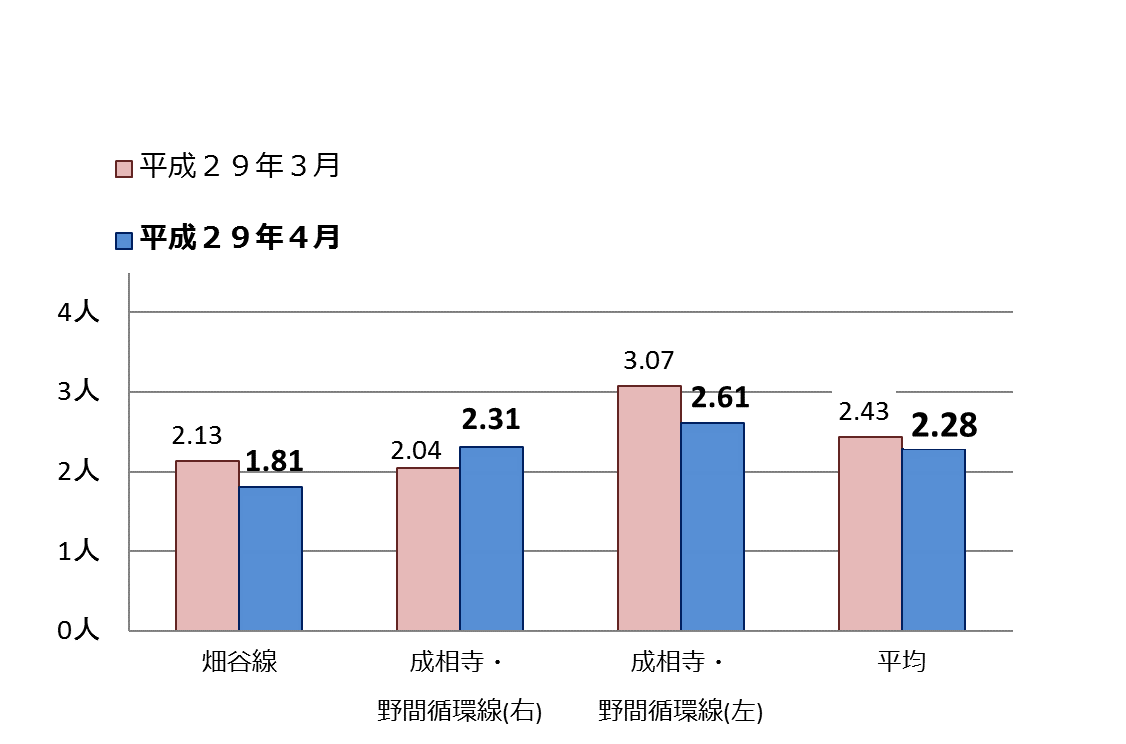 平成２９年３月
平成２９年４月
4人
3人
2人
1人
0人
2.13
1.81
2.04
2.31
3.07
2.61
2.43
2.28
畑谷線
成相寺・
野間循環線(右)
成相寺・
野間循環線(左)
平均